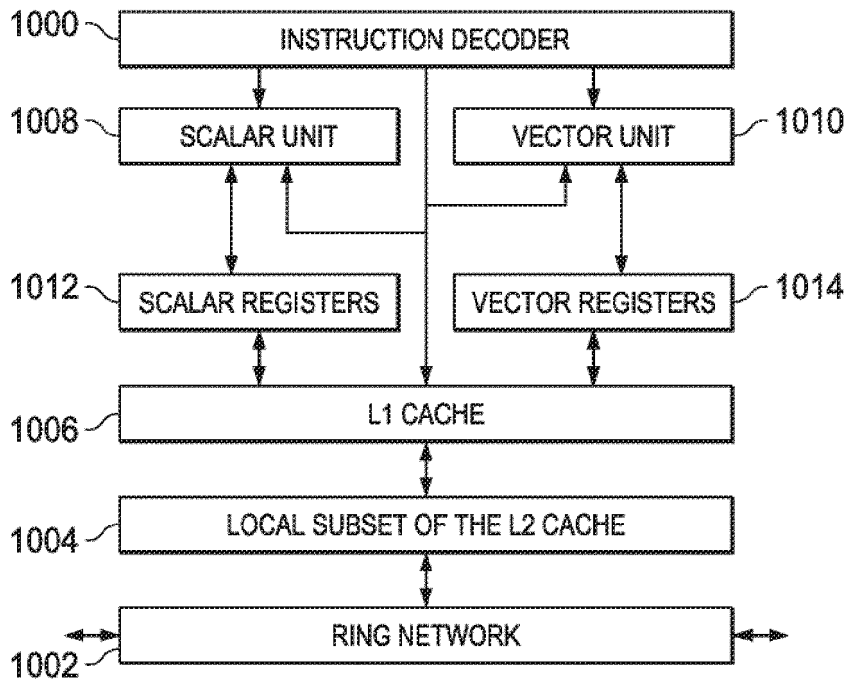 1000 INSTRUCTION DECODER
1008 SCALAR UNIT VECTOR UNIT 1010
1012 SCALAR REGISTERS VECTOR REGISTERS 1014
1006 L1 CACHE
1004 LOCAL SUBSET OF THE L2 CACHE
1002 RING NETWORK